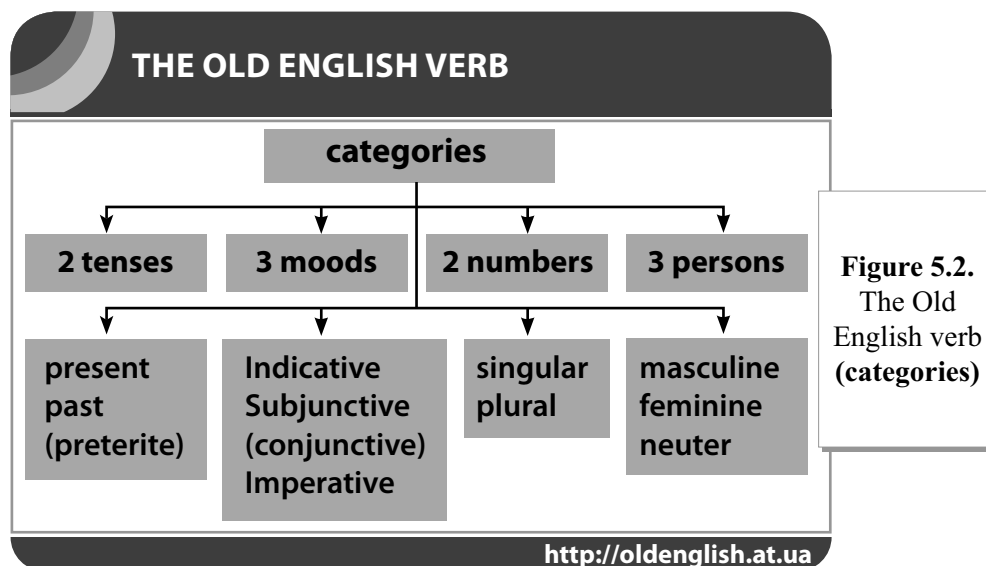 THE OLD ENGLISH VERB
categories
2 tenses
3 moods
2 numbers
3 persons
present
past
(preterite)
Indicative
Subjunctive
(conjunctive)
Imperative
singular
plural
masculine
feminine
neuter
http://oldenglish.at.ua
Figure 5.2.
The Old
English verb
(categories)